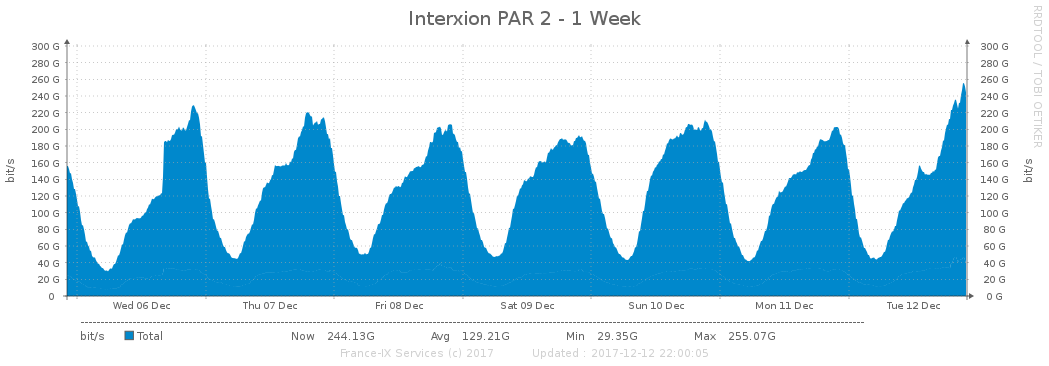 Interxion PAR 2 - 1 Week
RRDTOOL / TOBI OETIKER
300 G 300 G
280 G 280 G
260 G 260 G
240 G 240 G
220 G 220 G
200 G 200 G
180 G 180 G
160 G 160 G
140 G 140 G
120 G 120 G
100 G 100 G
80 G 80 G
60 G 60 G
40 G 40 G
20 G 20 G
0 0 G
bit/s
bit/s
Wed 06 Dec Thu 07 Dec Fri 08 Dec Sat 09 Dec Sun 10 Dec Mon 11 Dec Tue 12 Dec
bit/s Total Now 244.13G Avg 129.21G Min 29.35G Max 255.07G
France-IX Services (c) 2017 Updated : 2017-12-12 22:00:05